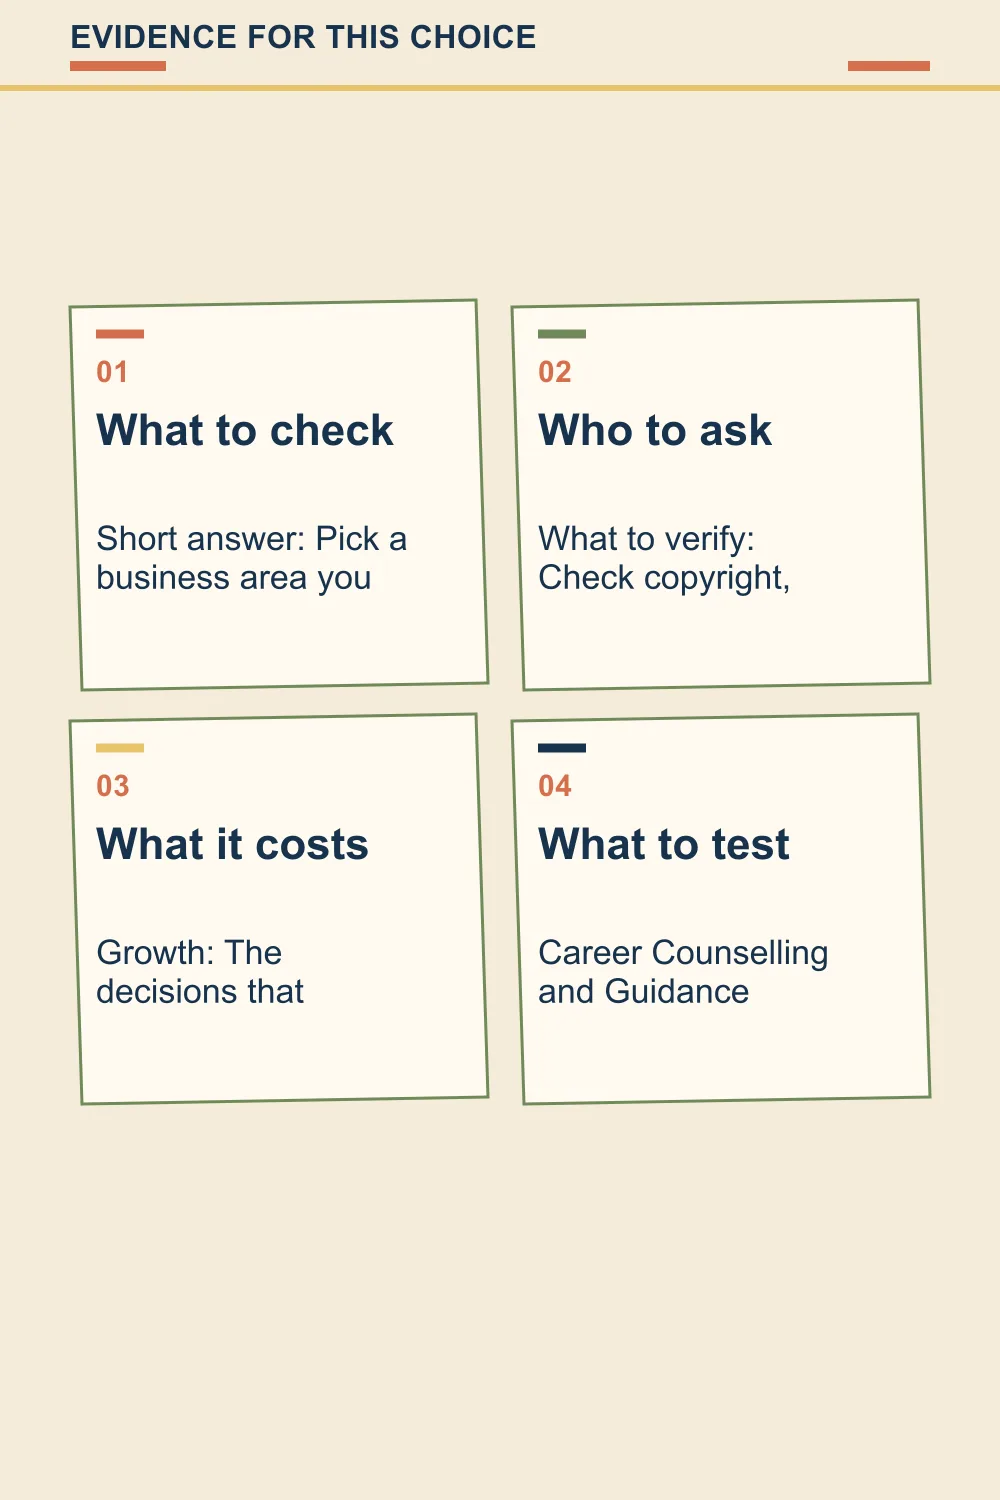 EVIDENCE FOR THIS CHOICE
01
What to check
Short answer: Pick a
business area you
02
Who to ask
What to verify:
Check copyright,
03
What it costs
Growth: The
decisions that
04
What to test
Career Counselling
and Guidance